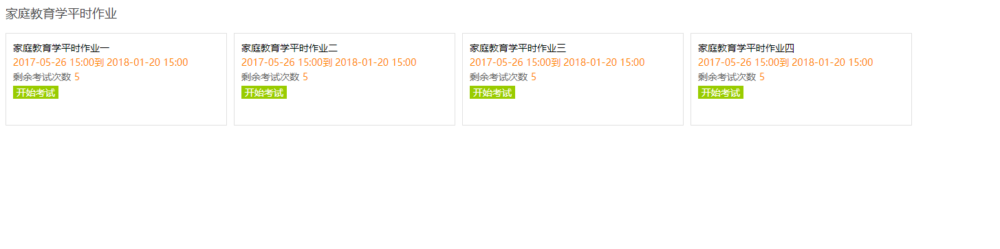 家庭教育学平时作业
家庭教育学平时作业一
2017-05-26 15:00到 2018-01-20 15:00
剩余考试次数 5
开始考试
家庭教育学平时作业二
2017-05-26 15:00到 2018-01-20 15:00
剩余考试次数 5
开始考试
家庭教育学平时作业三
2017-05-26 15:00到 2018-01-20 15:00
剩余考试次数 5
开始考试
家庭教育学平时作业四
2017-05-26 15:00到 2018-01-20 15:00
剩余考试次数 5
开始考试